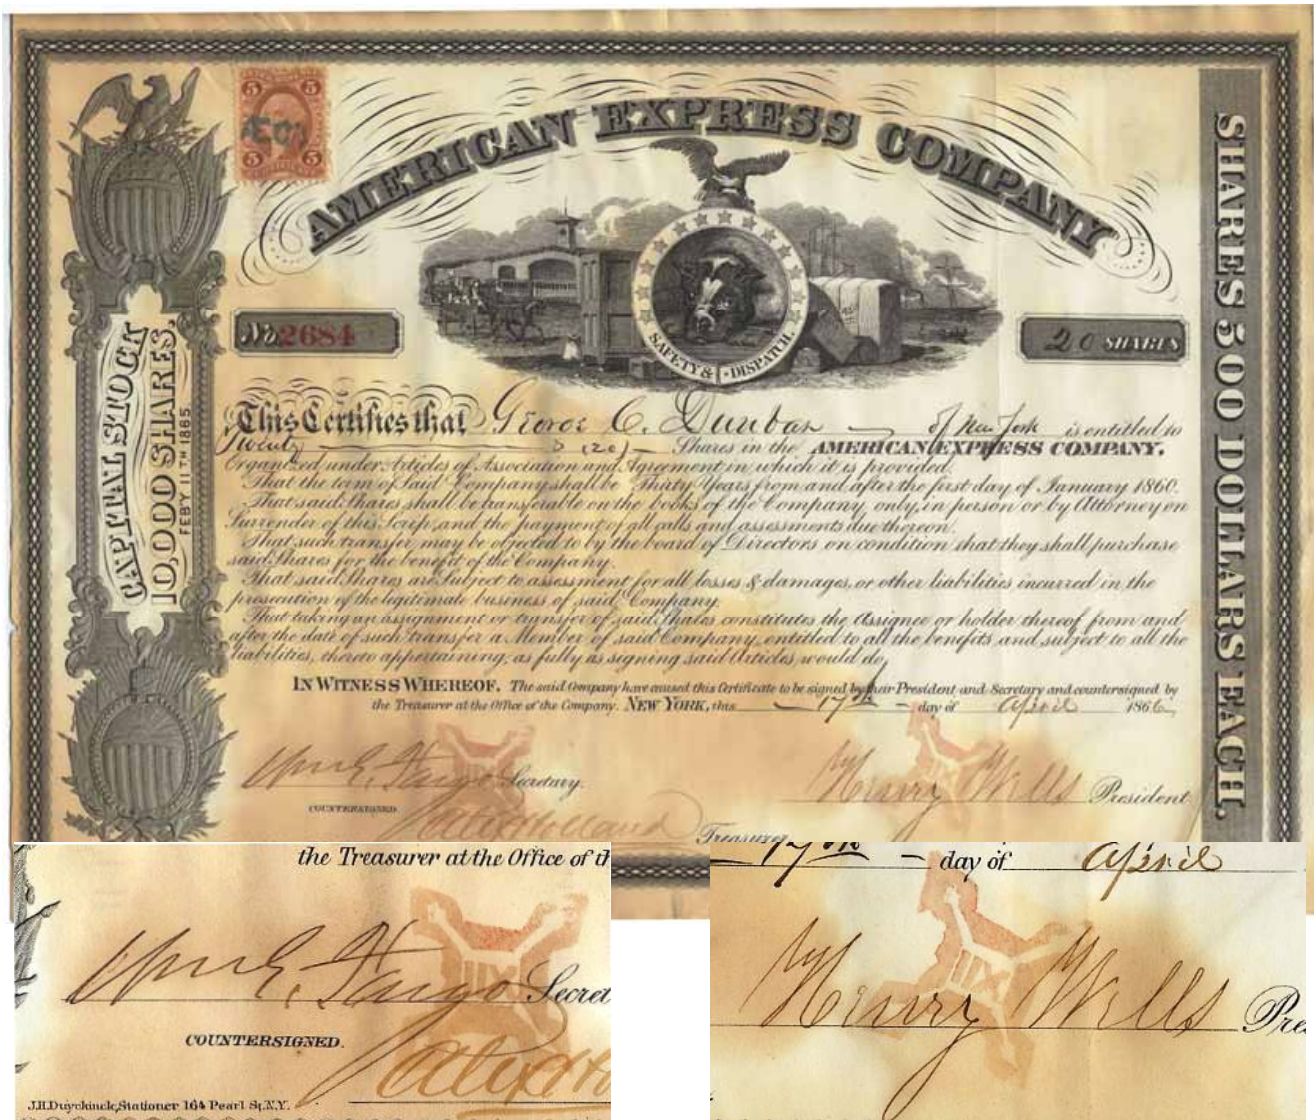 5 5
5 5
AMERICAN EXPRESS COMPANY
SAFETY & DISPATCH
No 2684
20 SHARES
CAPITAL STOCK
10,000 SHARES.
FEBY 11TH 1865
SHARES 500 DOLLARS EACH.
This Certifies that George C. Dunbar of New York is entitled to
Twenty (20) Shares in the AMERICAN EXPRESS COMPANY.
Organized under Articles of Association and Agreement in which it is provided.
That the term of Said Company shall be Thirty Years from and after the first day of January 1860.
That said Shares shall be transferable on the books of the Company only, in person or by Attorney on
Surrender of this Scrip, and the payment of all calls and assessments due thereon.
That such transfer may be objected to by the board of Directors on condition that they shall purchase
said Shares for the benefit of the Company.
That said Shares are subject to assessment for all losses & damages, or other liabilities incurred in the
prosecution of the legitimate business of said Company.
That taking an assignment or transfer of said Shares constitutes the Assignee or holder thereof from and
after the date of such transfer a Member of said Company, entitled to all the benefits and subject to all the
liabilities, thereto appertaining, as fully as signing said Articles would do.
IN WITNESS WHEREOF. The said Company have caused this Certificate to be signed by their President and Secretary and countersigned by
the Treasurer at the Office of the Company. NEW YORK, this 17th day of April 1866
Wm G. Fargo Secretary.
Henry Wells President
COUNTERSIGNED.
Alex Holland Treasurer
the Treasurer at the Office of th
Wm G. Fargo Secret
COUNTERSIGNED.
Alex Ho
J.H. Duyckinck, Stationer 164 Pearl St. N.Y.
17th day of April
Henry Wells Pre